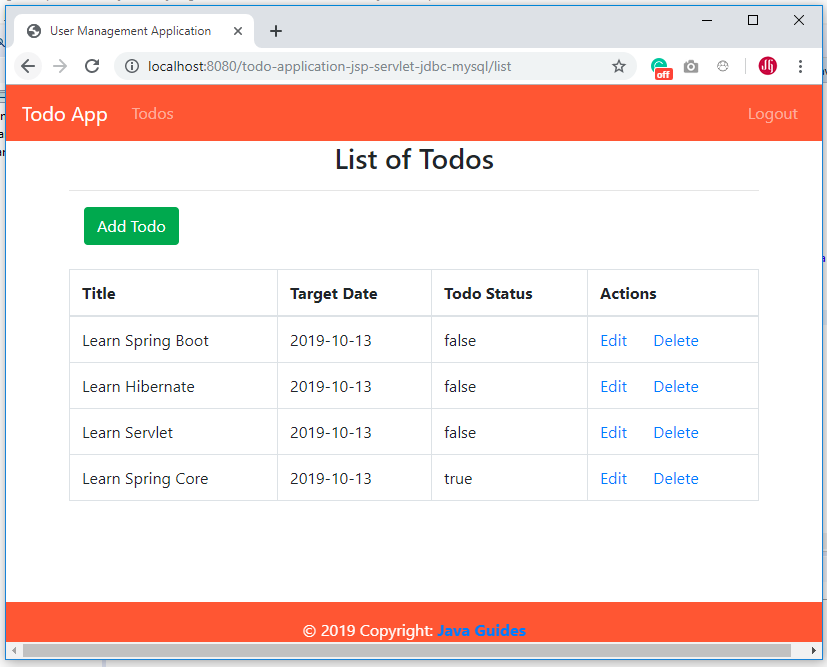 User Management Application
localhost:8080/todo-application-jsp-servlet-jdbc-mysql/list
off
Todo App Todos Logout
List of Todos
Add Todo
Title Target Date Todo Status Actions
Learn Spring Boot 2019-10-13 false Edit Delete
Learn Hibernate 2019-10-13 false Edit Delete
Learn Servlet 2019-10-13 false Edit Delete
Learn Spring Core 2019-10-13 true Edit Delete
© 2019 Copyright: Java Guides